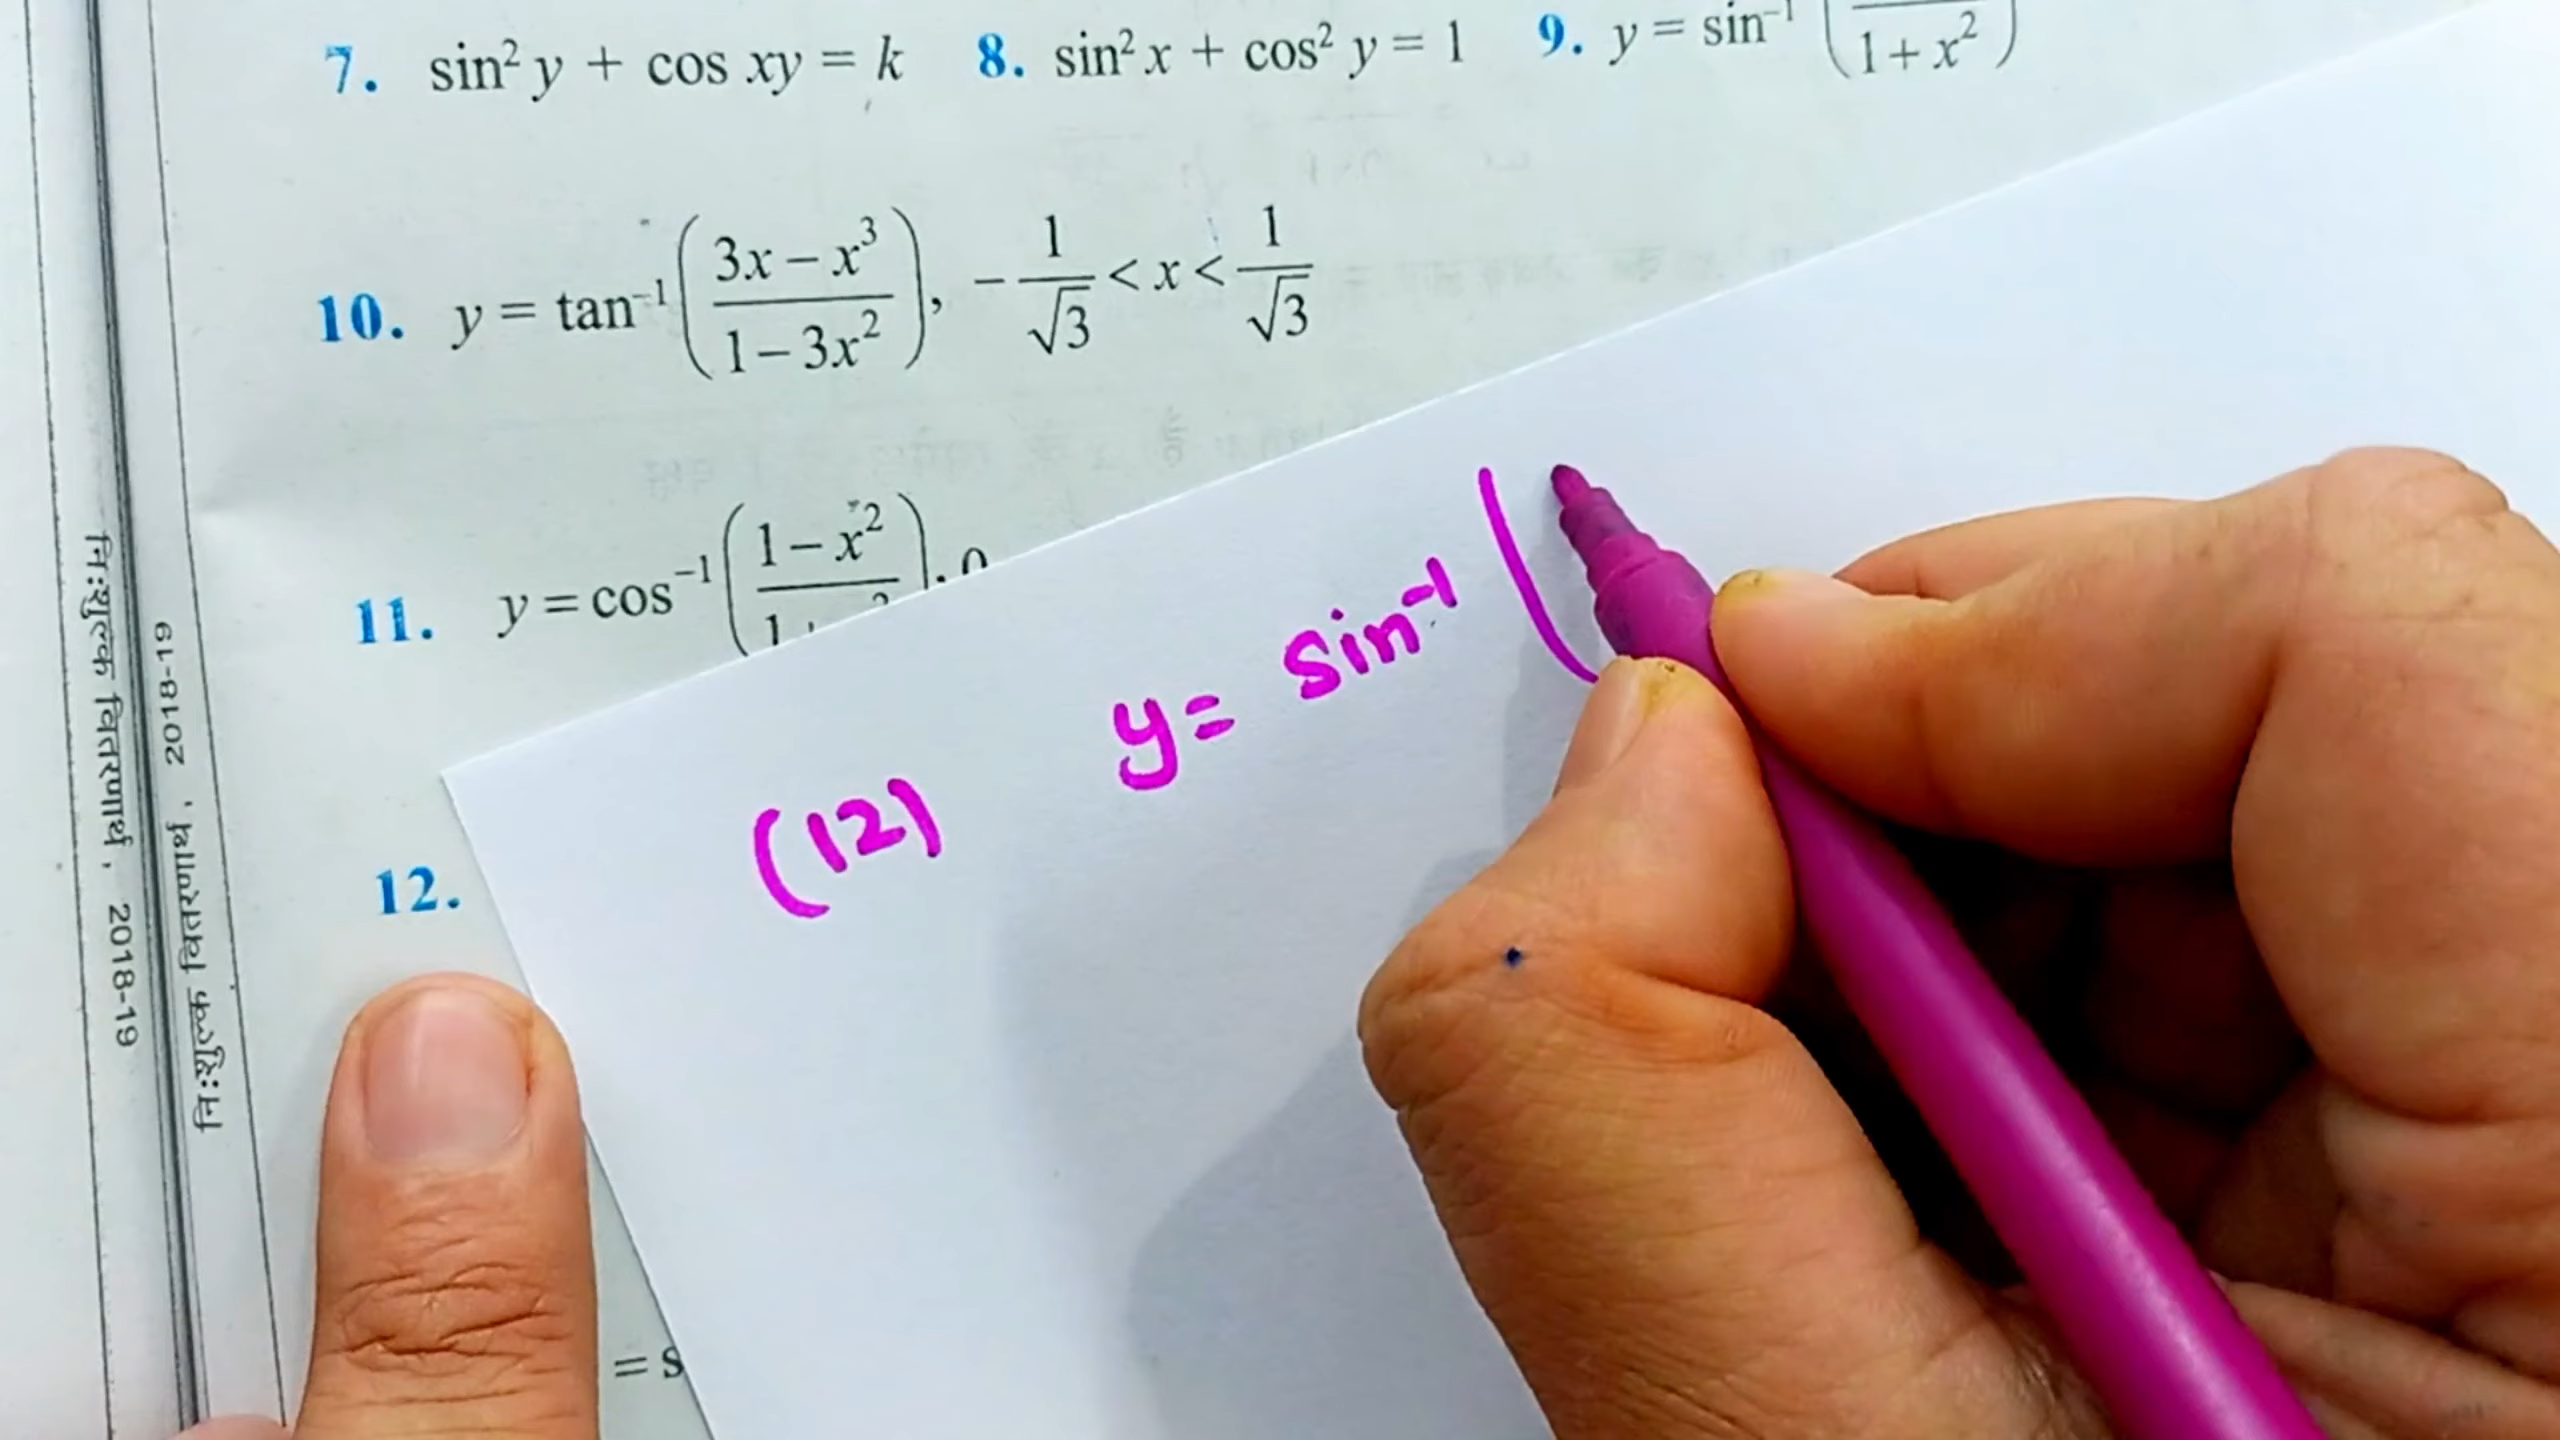 7. sin² y + cos xy = k 8. sin² x + cos² y = 1 9. y = sin⁻¹ ( / 1 + x² )
10. y = tan⁻¹ ( (3x − x³) / (1 − 3x²) ), − 1/√3 < x < 1/√3
11. y = cos⁻¹ ( (1 − x²) / 1
12.
(12) y = sin⁻¹ (
= s
नि:शुल्क वितरणार्थ, 2018-19
नि:शुल्क वितरणार्थ, 2018-19